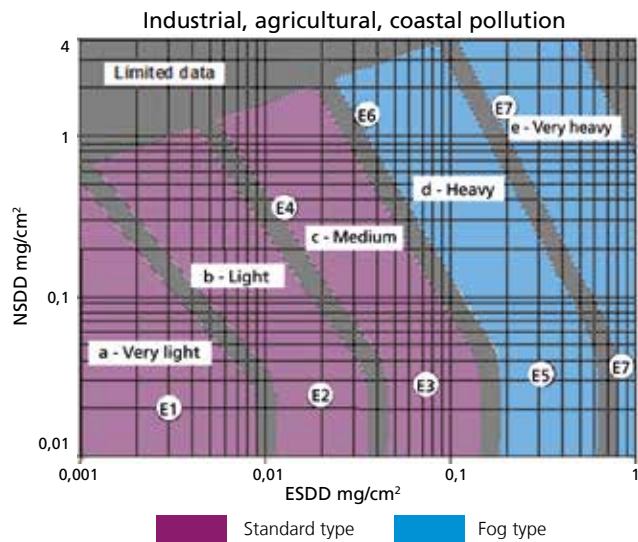 Industrial, agricultural, coastal pollution
4
Limited data
E6
E7
1
e - Very heavy
d - Heavy
E4
c - Medium
NSDD mg/cm²
b - Light
0,1
a - Very light
E7
E5
E3
E2
E1
0,01
0,001
0,01
0,1
1
ESDD mg/cm²
Standard type
Fog type